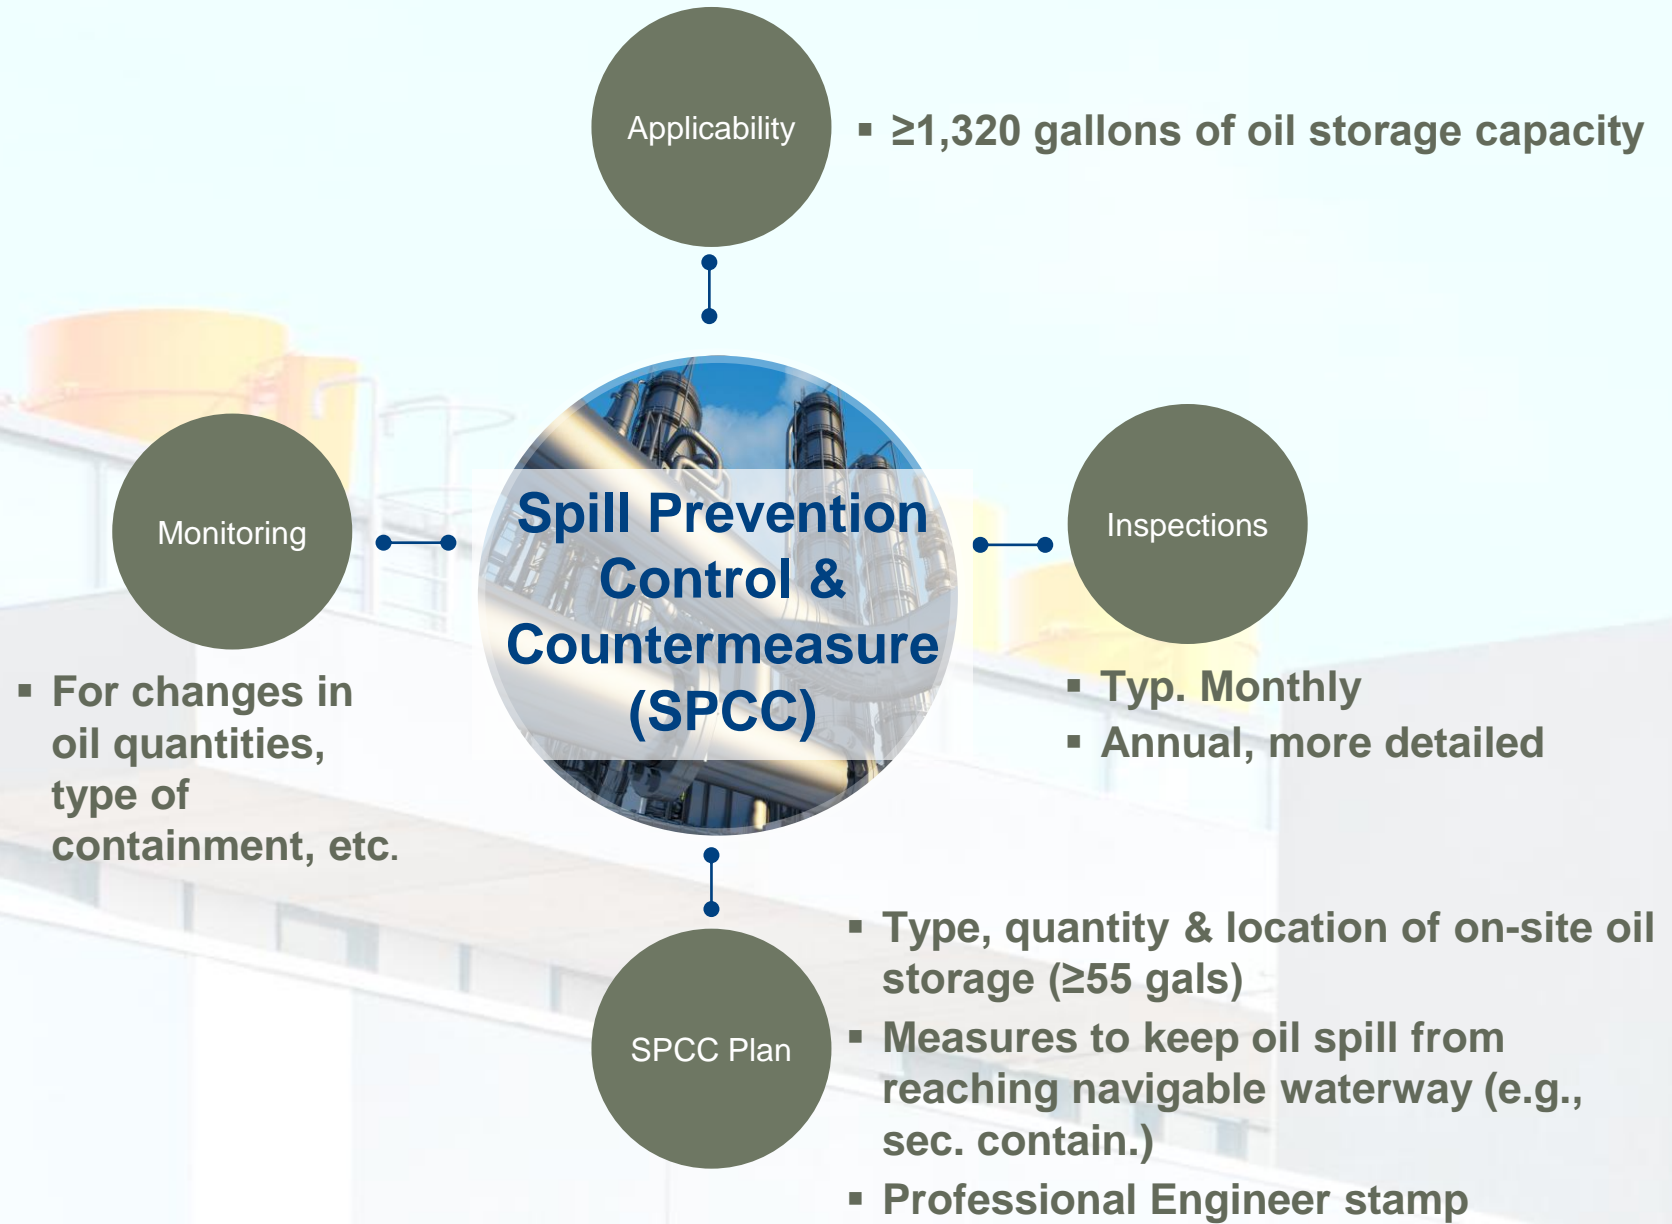 Applicability
▪ ≥1,320 gallons of oil storage capacity
Spill Prevention
Control &
Countermeasure
(SPCC)
Monitoring
▪ For changes in
oil quantities,
type of
containment, etc.
Inspections
▪ Typ. Monthly
▪ Annual, more detailed
SPCC Plan
▪ Type, quantity & location of on-site oil
storage (≥55 gals)
▪ Measures to keep oil spill from
reaching navigable waterway (e.g.,
sec. contain.)
▪ Professional Engineer stamp